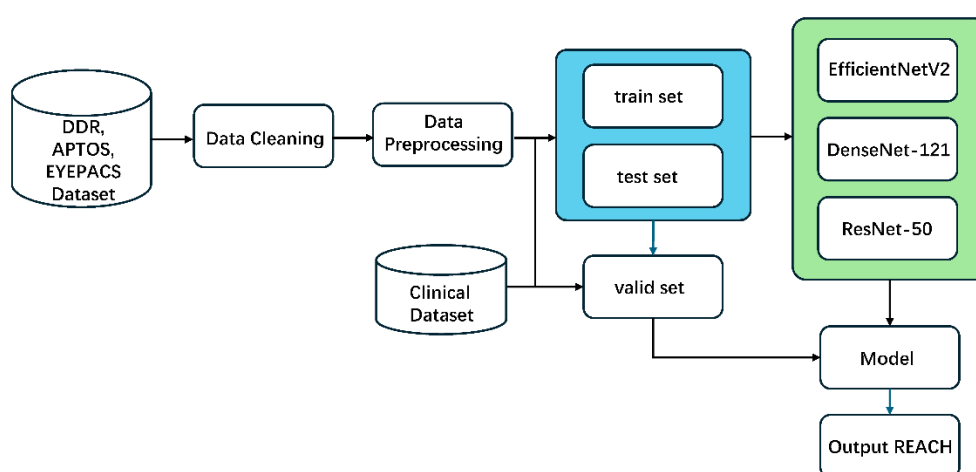 DDR,
APTOS,
EYEPACS
Dataset
Data Cleaning
Data
Preprocessing
train set
test set
EfficientNetV2
DenseNet-121
ResNet-50
Clinical
Dataset
valid set
Model
Output REACH